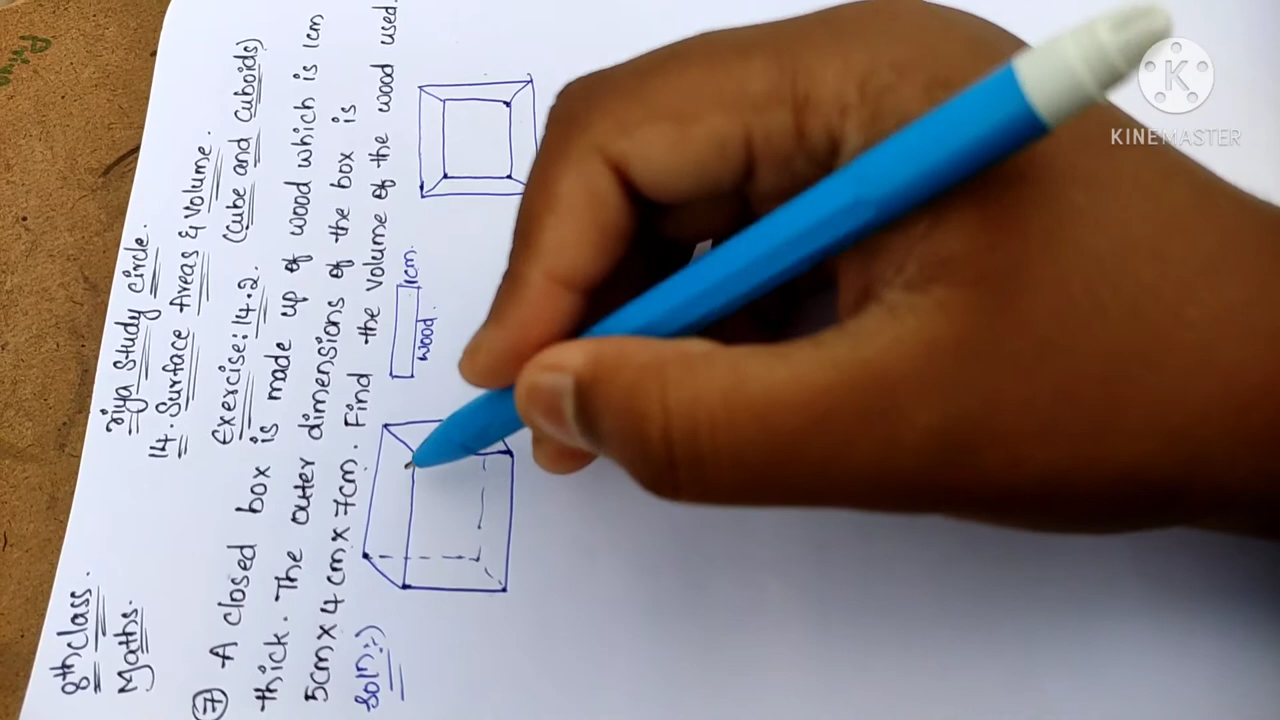 8th class.
Maths.
riya study circle.
14. Surface Areas & Volume.
Exercise: 14.2. (cube and cuboids)
7 A closed box is made up of wood which is 1cm
thick. The outer dimensions of the box is
5cm x 4cm x 7cm. Find the volume of the wood used.
Soln:-)
1cm.
wood.
KINEMASTER